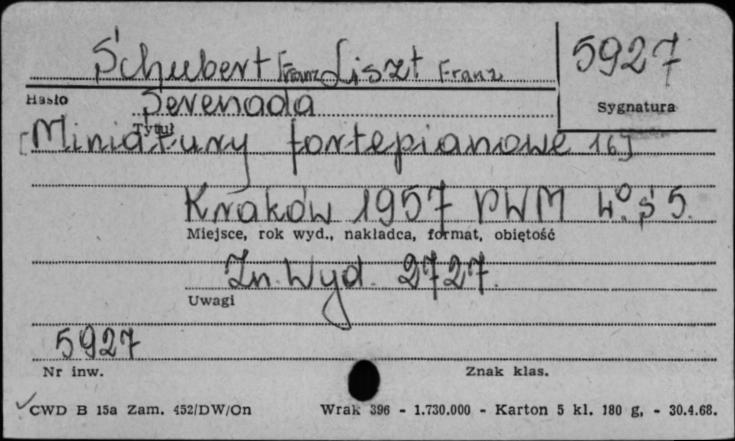 Schubert Franz Liszt Franz 5927
Hasło Serenada Sygnatura
Tytuł
[Miniatury fortepianowe 16]
Kraków 1957 PWM 4º. s 5.
Miejsce, rok wyd., nakładca, format, objętość
Zn. Wyd. 2727.
Uwagi
5927
Nr inw. Znak klas.
CWD B 15a Zam. 452/DW/On Wrak 396 - 1.730.000 - Karton 5 kl. 180 g, - 30.4.68.